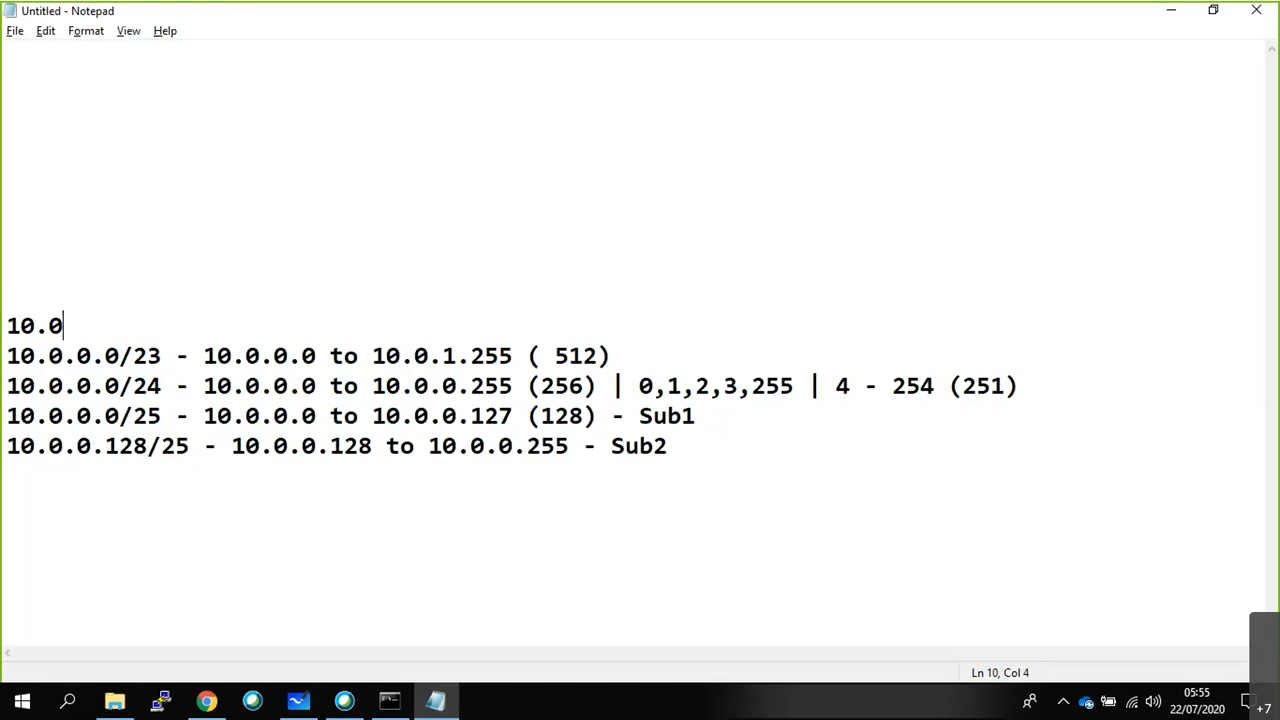 Untitled - Notepad
File Edit Format View Help
10.0
10.0.0.0/23 - 10.0.0.0 to 10.0.1.255 ( 512)
10.0.0.0/24 - 10.0.0.0 to 10.0.0.255 (256) | 0,1,2,3,255 | 4 - 254 (251)
10.0.0.0/25 - 10.0.0.0 to 10.0.0.127 (128) - Sub1
10.0.0.128/25 - 10.0.0.128 to 10.0.0.255 - Sub2
Ln 10, Col 4
05:55
22/07/2020
+7